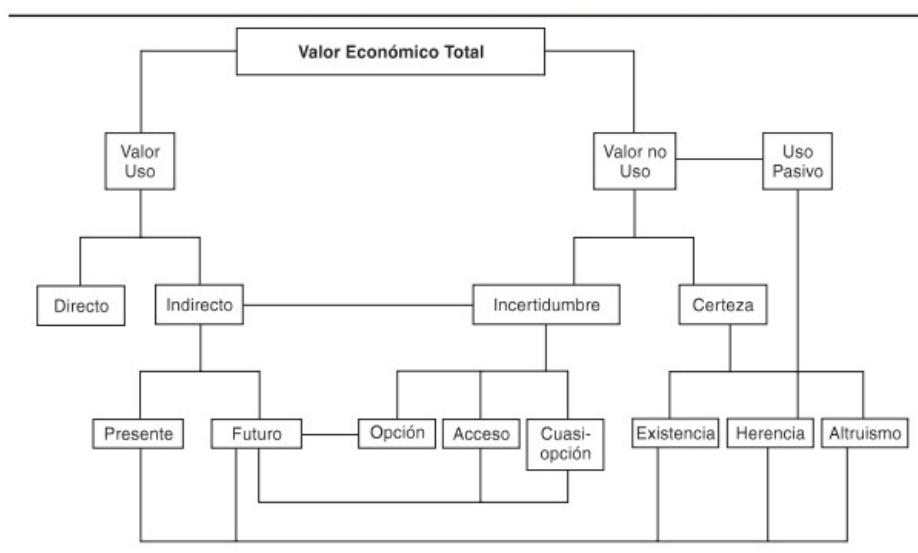 Valor Económico Total
Valor
Uso
Valor no
Uso
Uso
Pasivo
Directo
Indirecto
Incertidumbre
Certeza
Presente
Futuro
Opción
Acceso
Cuasi-
opción
Existencia
Herencia
Altruismo